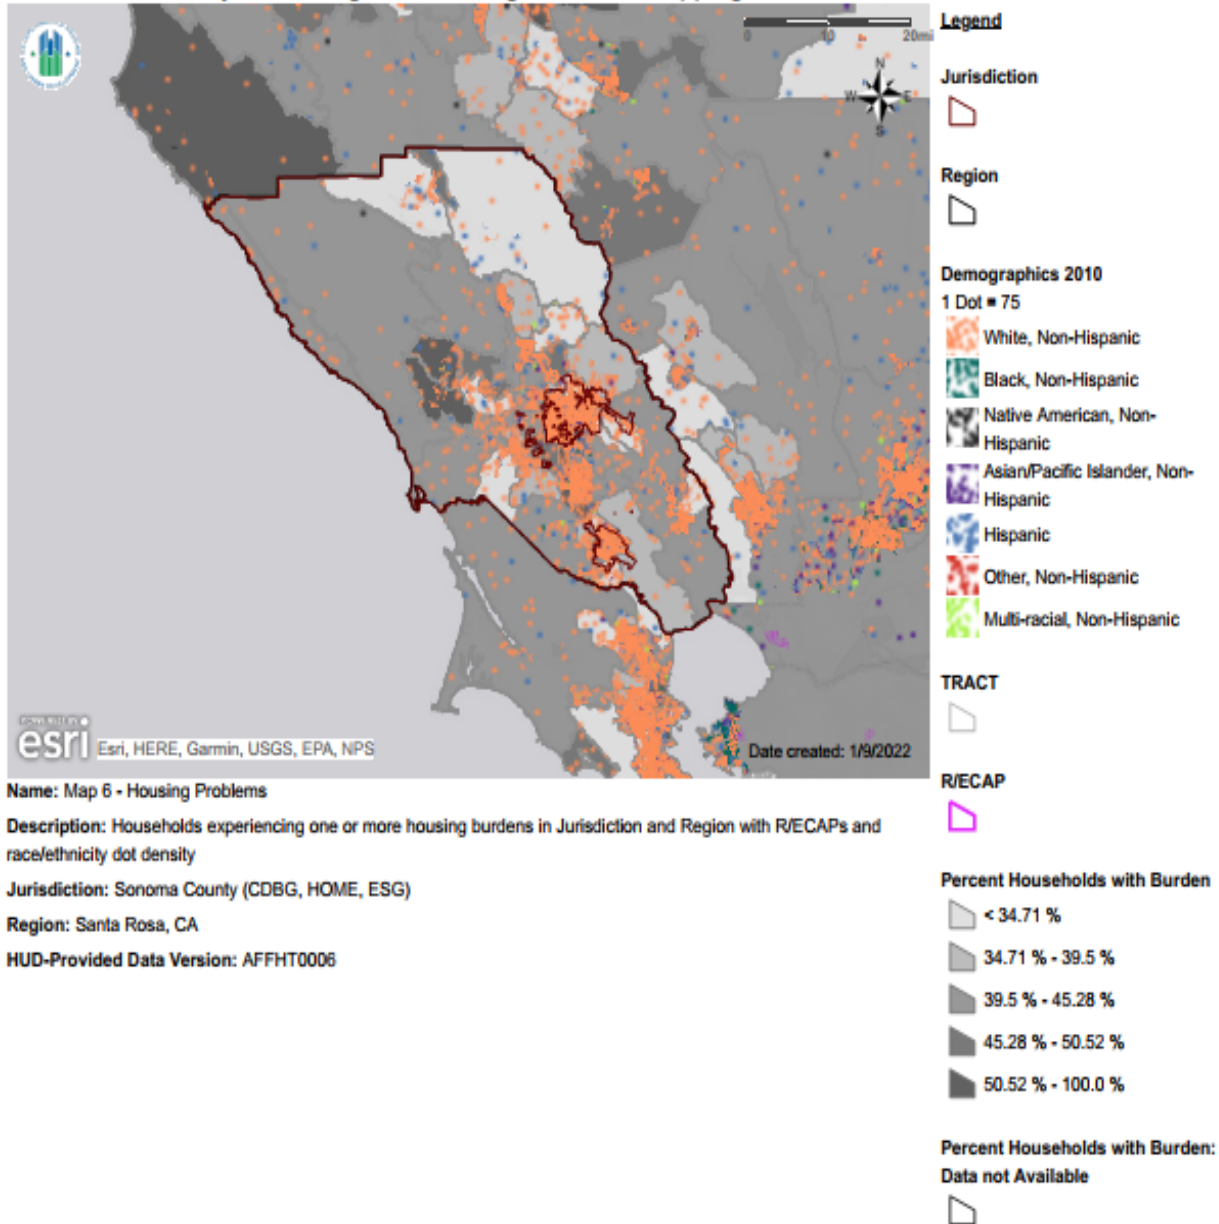 0 10 20mi
N
W E
S
esri Esri, HERE, Garmin, USGS, EPA, NPS
Date created: 1/9/2022
Name: Map 6 - Housing Problems
Description: Households experiencing one or more housing burdens in Jurisdiction and Region with R/ECAPs and
race/ethnicity dot density
Jurisdiction: Sonoma County (CDBG, HOME, ESG)
Region: Santa Rosa, CA
HUD-Provided Data Version: AFFHT0006
Legend
Jurisdiction
Region
Demographics 2010
1 Dot = 75
White, Non-Hispanic
Black, Non-Hispanic
Native American, Non-
Hispanic
Asian/Pacific Islander, Non-
Hispanic
Hispanic
Other, Non-Hispanic
Multi-racial, Non-Hispanic
TRACT
R/ECAP
Percent Households with Burden
< 34.71 %
34.71 % - 39.5 %
39.5 % - 45.28 %
45.28 % - 50.52 %
50.52 % - 100.0 %
Percent Households with Burden:
Data not Available